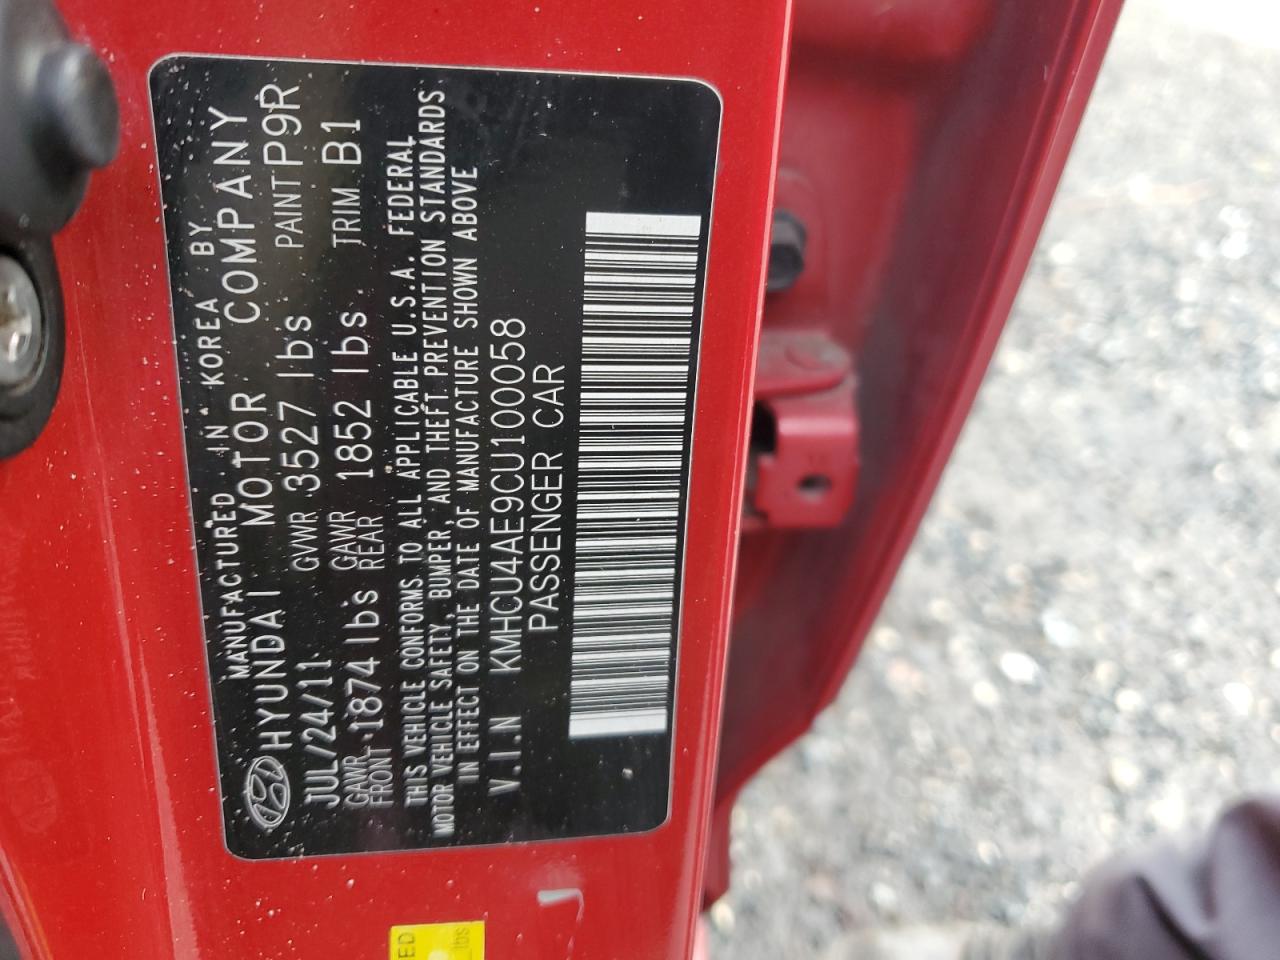 MANUFACTURED IN KOREA BY
HYUNDAI MOTOR COMPANY
JUL/24/11 GVWR 3527 lbs PAINT P9R
GAWR FRONT 1874 lbs GAWR REAR 1852 lbs TRIM B1
THIS VEHICLE CONFORMS TO ALL APPLICABLE U.S.A. FEDERAL
MOTOR VEHICLE SAFETY, BUMPER, AND THEFT PREVENTION STANDARDS
IN EFFECT ON THE DATE OF MANUFACTURE SHOWN ABOVE
V.I.N KMHCU4AE9CU100058
PASSENGER CAR
ED
lbs